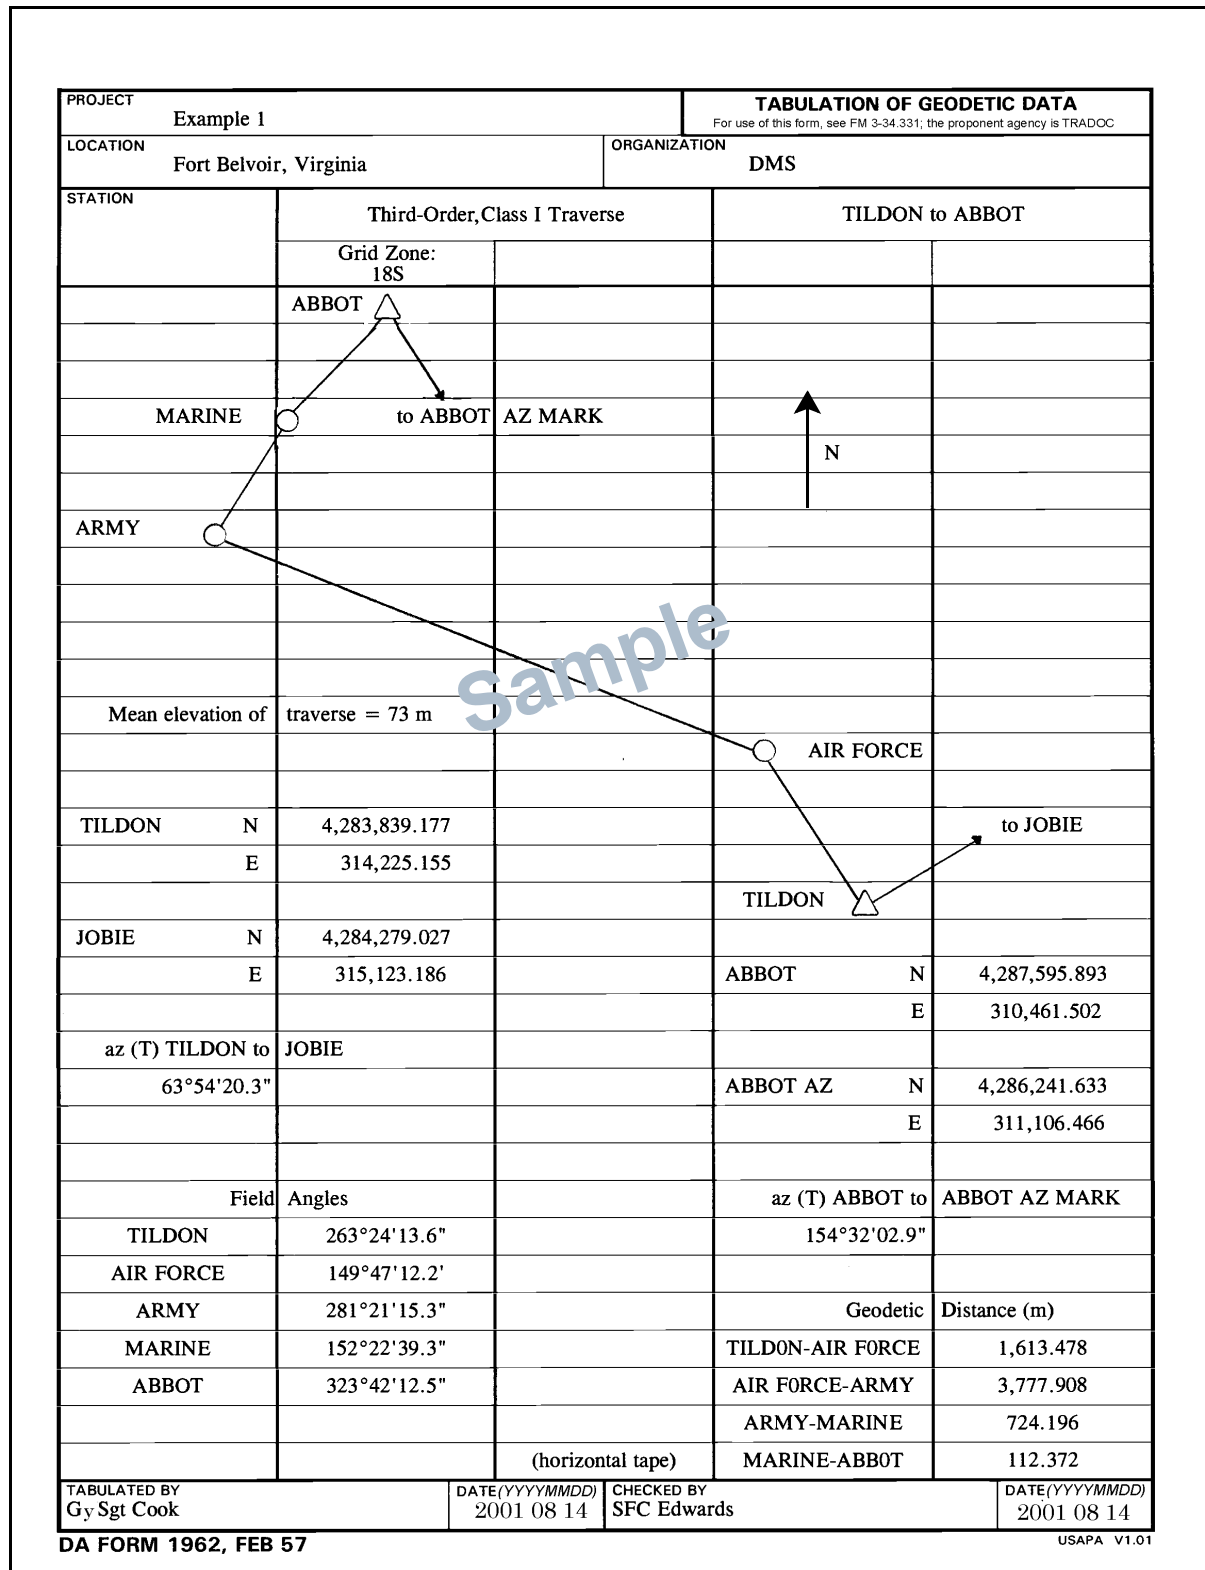 PROJECT
Example 1
TABULATION OF GEODETIC DATA
For use of this form, see FM 3-34.331; the proponent agency is TRADOC
LOCATION
Fort Belvoir, Virginia
ORGANIZATION
DMS
STATION
Third-Order, Class I Traverse
TILDON to ABBOT
Grid Zone:
18S
ABBOT
MARINE
to ABBOT AZ MARK
N
ARMY
Sample
Mean elevation of traverse = 73 m
AIR FORCE
TILDON N 4,283,839.177
to JOBIE
E 314,225.155
TILDON
JOBIE N 4,284,279.027
E 315,123.186
ABBOT N 4,287,595.893
E 310,461.502
az (T) TILDON to JOBIE
63°54'20.3"
ABBOT AZ N 4,286,241.633
E 311,106.466
Field Angles
az (T) ABBOT to ABBOT AZ MARK
TILDON 263°24'13.6"
154°32'02.9"
AIR FORCE 149°47'12.2'
ARMY 281°21'15.3"
Geodetic Distance (m)
MARINE 152°22'39.3"
TILDON-AIR FORCE 1,613.478
ABBOT 323°42'12.5"
AIR FORCE-ARMY 3,777.908
ARMY-MARINE 724.196
(horizontal tape) MARINE-ABBOT 112.372
TABULATED BY
Gy Sgt Cook
DATE (YYYYMMDD)
2001 08 14
CHECKED BY
SFC Edwards
DATE (YYYYMMDD)
2001 08 14
DA FORM 1962, FEB 57
USAPA V1.01